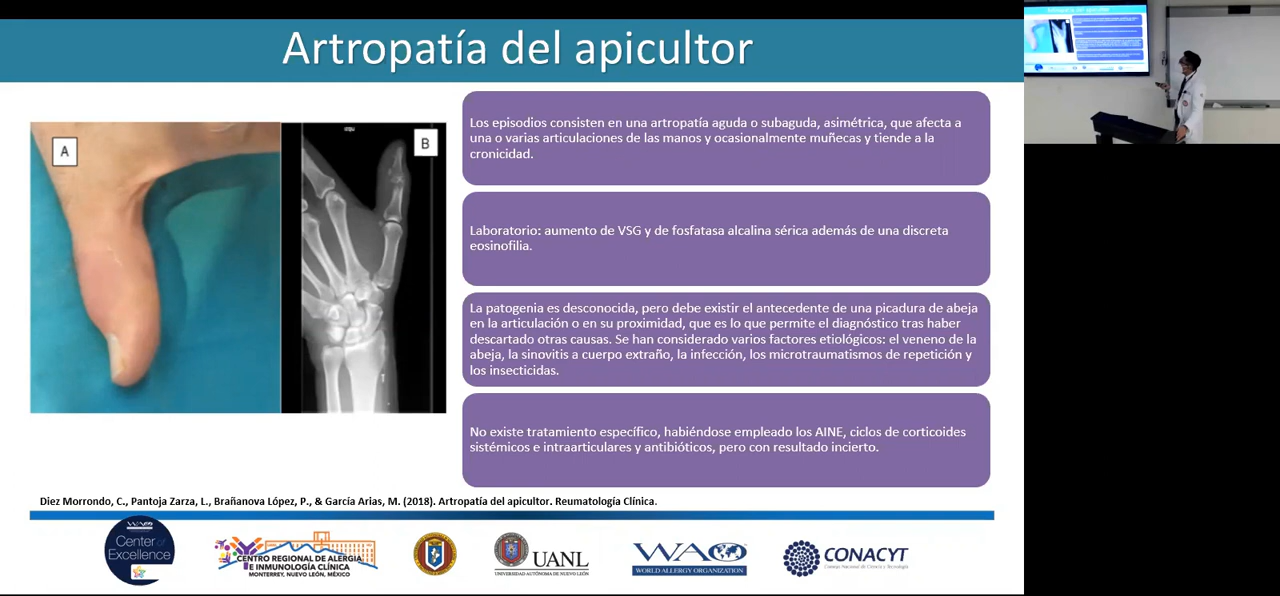 Artropatía del apicultor
A
B
Los episodios consisten en una artropatía aguda o subaguda, asimétrica, que afecta a
una o varias articulaciones de las manos y ocasionalmente muñecas y tiende a la
cronicidad.
Laboratorio: aumento de VSG y de fosfatasa alcalina sérica además de una discreta
eosinofilia.
La patogenia es desconocida, pero debe existir el antecedente de una picadura de abeja
en la articulación o en su proximidad, que es lo que permite el diagnóstico tras haber
descartado otras causas. Se han considerado varios factores etiológicos: el veneno de la
abeja, la sinovitis a cuerpo extraño, la infección, los microtraumatismos de repetición y
los insecticidas.
No existe tratamiento específico, habiéndose empleado los AINE, ciclos de corticoides
sistémicos e intraarticulares y antibióticos, pero con resultado incierto.
Diez Morrondo, C., Pantoja Zarza, L., Brañanova López, P., & García Arias, M. (2018). Artropatía del apicultor. Reumatología Clínica.
WAO
Center of
Excellence
CENTRO REGIONAL DE ALERGIA
E INMUNOLOGÍA CLÍNICA
MONTERREY, NUEVO LEÓN, MÉXICO
UANL
UNIVERSIDAD AUTÓNOMA DE NUEVO LEÓN
WAO
WORLD ALLERGY ORGANIZATION
CONACYT
Consejo Nacional de Ciencia y Tecnología